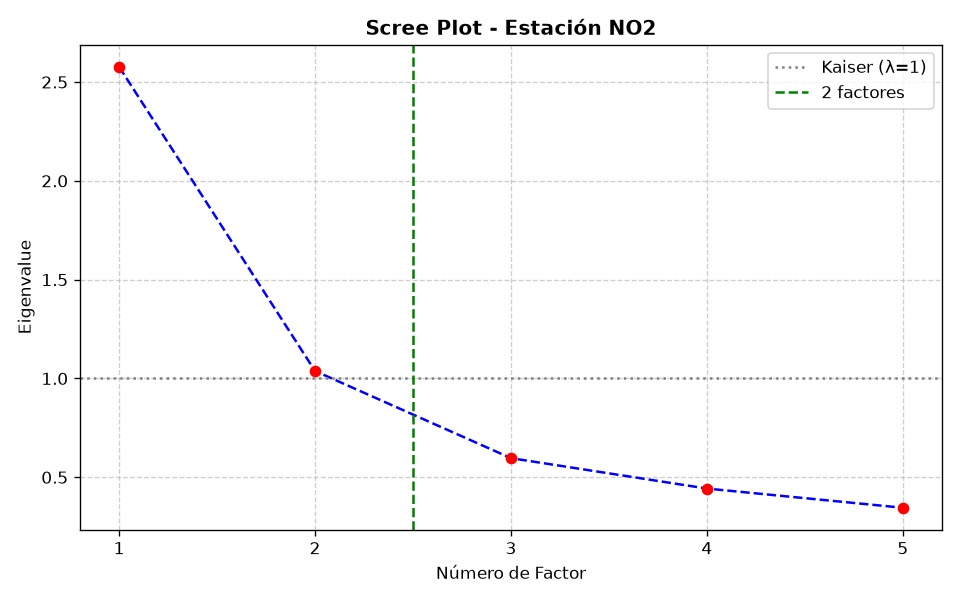 Scree Plot - Estación NO2
Kaiser (λ=1)
2 factores
Eigenvalue
2.5
2.0
1.5
1.0
0.5
1 2 3 4 5
Número de Factor